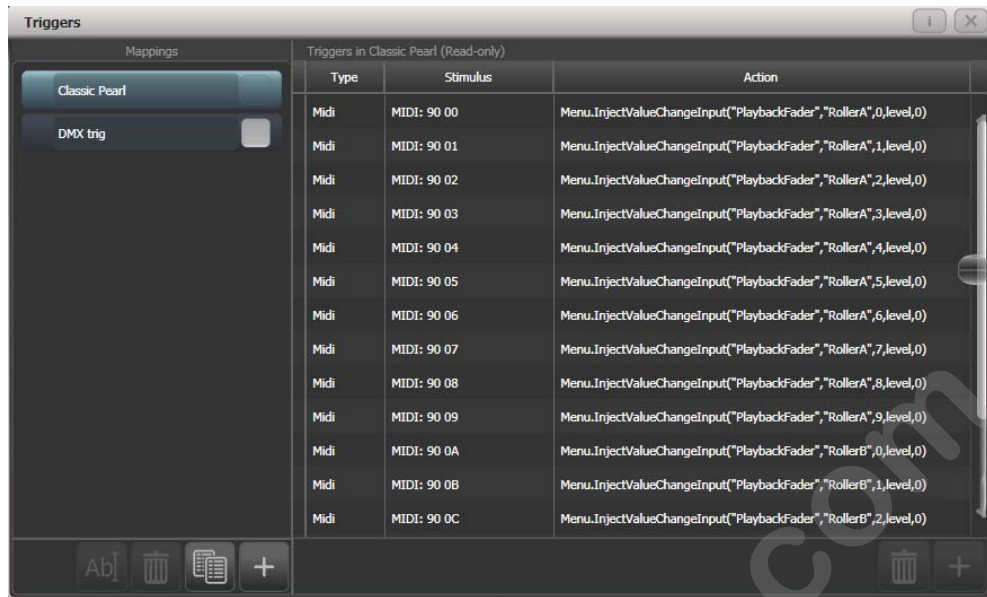 Triggers
i
Mappings
Triggers in Classic Pearl (Read-only)
Classic Pearl
DMX trig
Type Stimulus Action
Midi MIDI: 90 00 Menu.InjectValueChangeInput("PlaybackFader","RollerA",0,level,0)
Midi MIDI: 90 01 Menu.InjectValueChangeInput("PlaybackFader","RollerA",1,level,0)
Midi MIDI: 90 02 Menu.InjectValueChangeInput("PlaybackFader","RollerA",2,level,0)
Midi MIDI: 90 03 Menu.InjectValueChangeInput("PlaybackFader","RollerA",3,level,0)
Midi MIDI: 90 04 Menu.InjectValueChangeInput("PlaybackFader","RollerA",4,level,0)
Midi MIDI: 90 05 Menu.InjectValueChangeInput("PlaybackFader","RollerA",5,level,0)
Midi MIDI: 90 06 Menu.InjectValueChangeInput("PlaybackFader","RollerA",6,level,0)
Midi MIDI: 90 07 Menu.InjectValueChangeInput("PlaybackFader","RollerA",7,level,0)
Midi MIDI: 90 08 Menu.InjectValueChangeInput("PlaybackFader","RollerA",8,level,0)
Midi MIDI: 90 09 Menu.InjectValueChangeInput("PlaybackFader","RollerA",9,level,0)
Midi MIDI: 90 0A Menu.InjectValueChangeInput("PlaybackFader","RollerB",0,level,0)
Midi MIDI: 90 0B Menu.InjectValueChangeInput("PlaybackFader","RollerB",1,level,0)
Midi MIDI: 90 0C Menu.InjectValueChangeInput("PlaybackFader","RollerB",2,level,0)
Ab
com